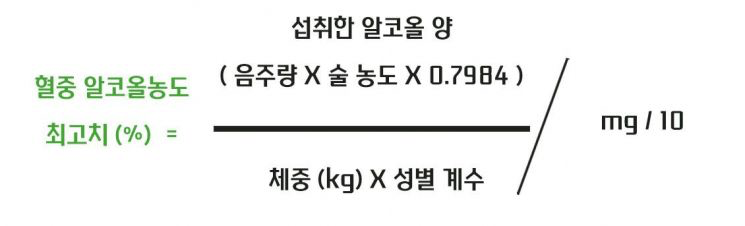 섭취한 알코올 양
( 음주량 X 술 농도 X 0.7984 )
혈중 알코올농도
최고치 (%) =
체중 (kg) X 성별 계수
/ mg / 10